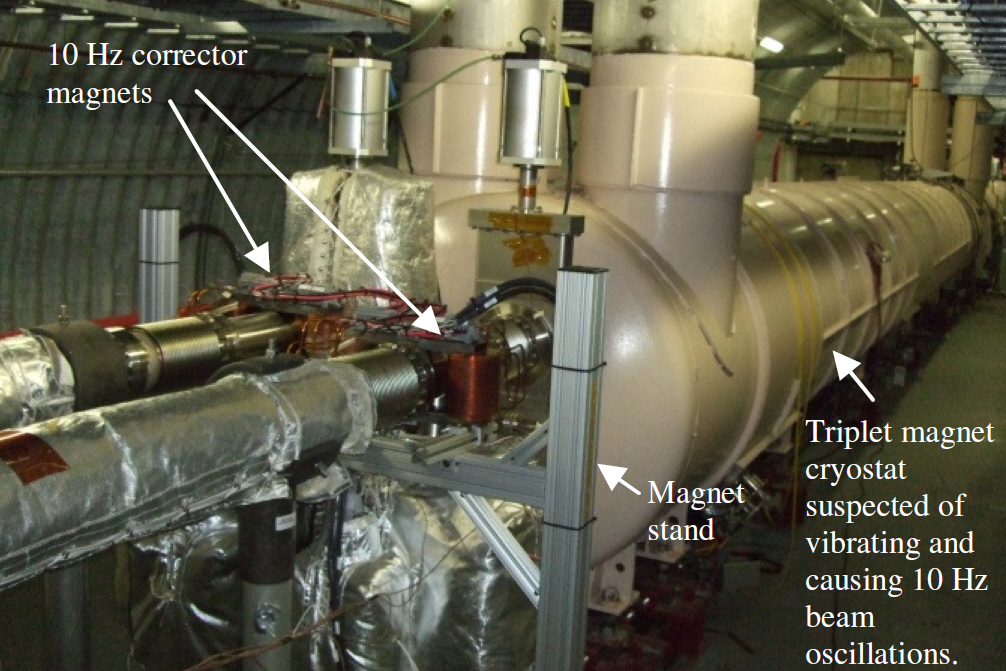 10 Hz corrector
magnets
Magnet
stand
Triplet magnet
cryostat
suspected of
vibrating and
causing 10 Hz
beam
oscillations.